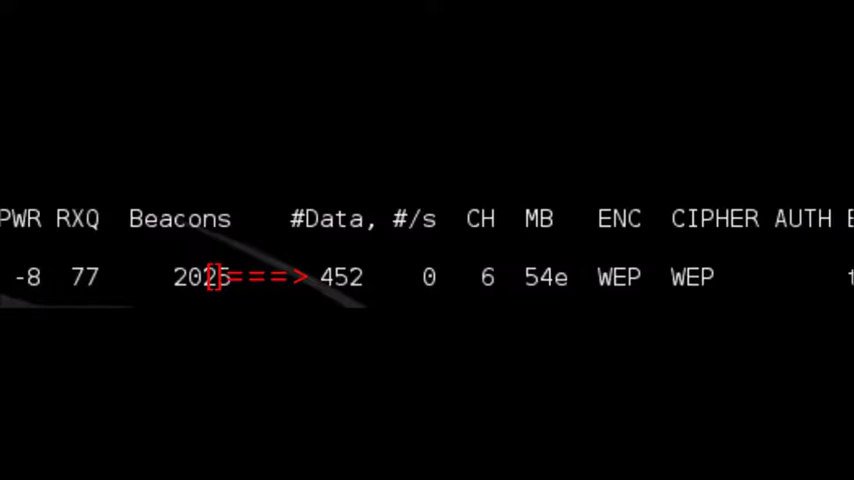 PWR RXQ Beacons #Data, #/s CH MB ENC CIPHER AUTH E
-8 77 2025 []===> 452 0 6 54e WEP WEP t